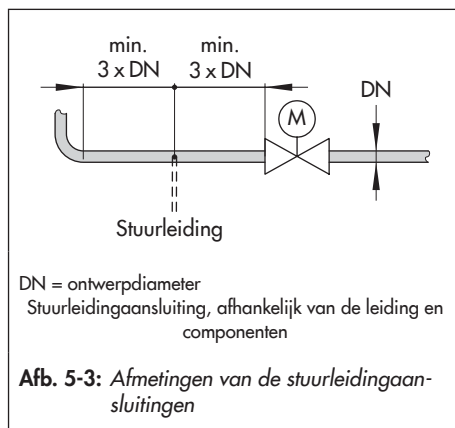 min. min.
3 x DN 3 x DN
DN
M
Stuurleiding
DN = ontwerpdiameter
Stuurleidingaansluiting, afhankelijk van de leiding en
componenten
Afb. 5-3: Afmetingen van de stuurleidingaan-
sluitingen